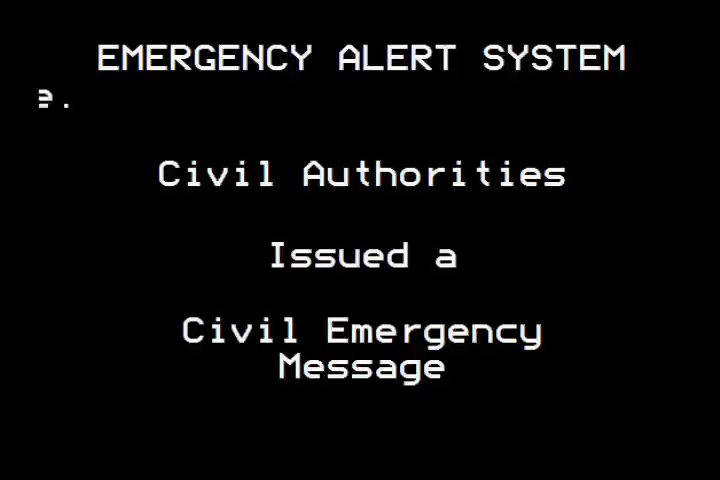 EMERGENCY ALERT SYSTEM
e.
Civil Authorities
Issued a
Civil Emergency
Message